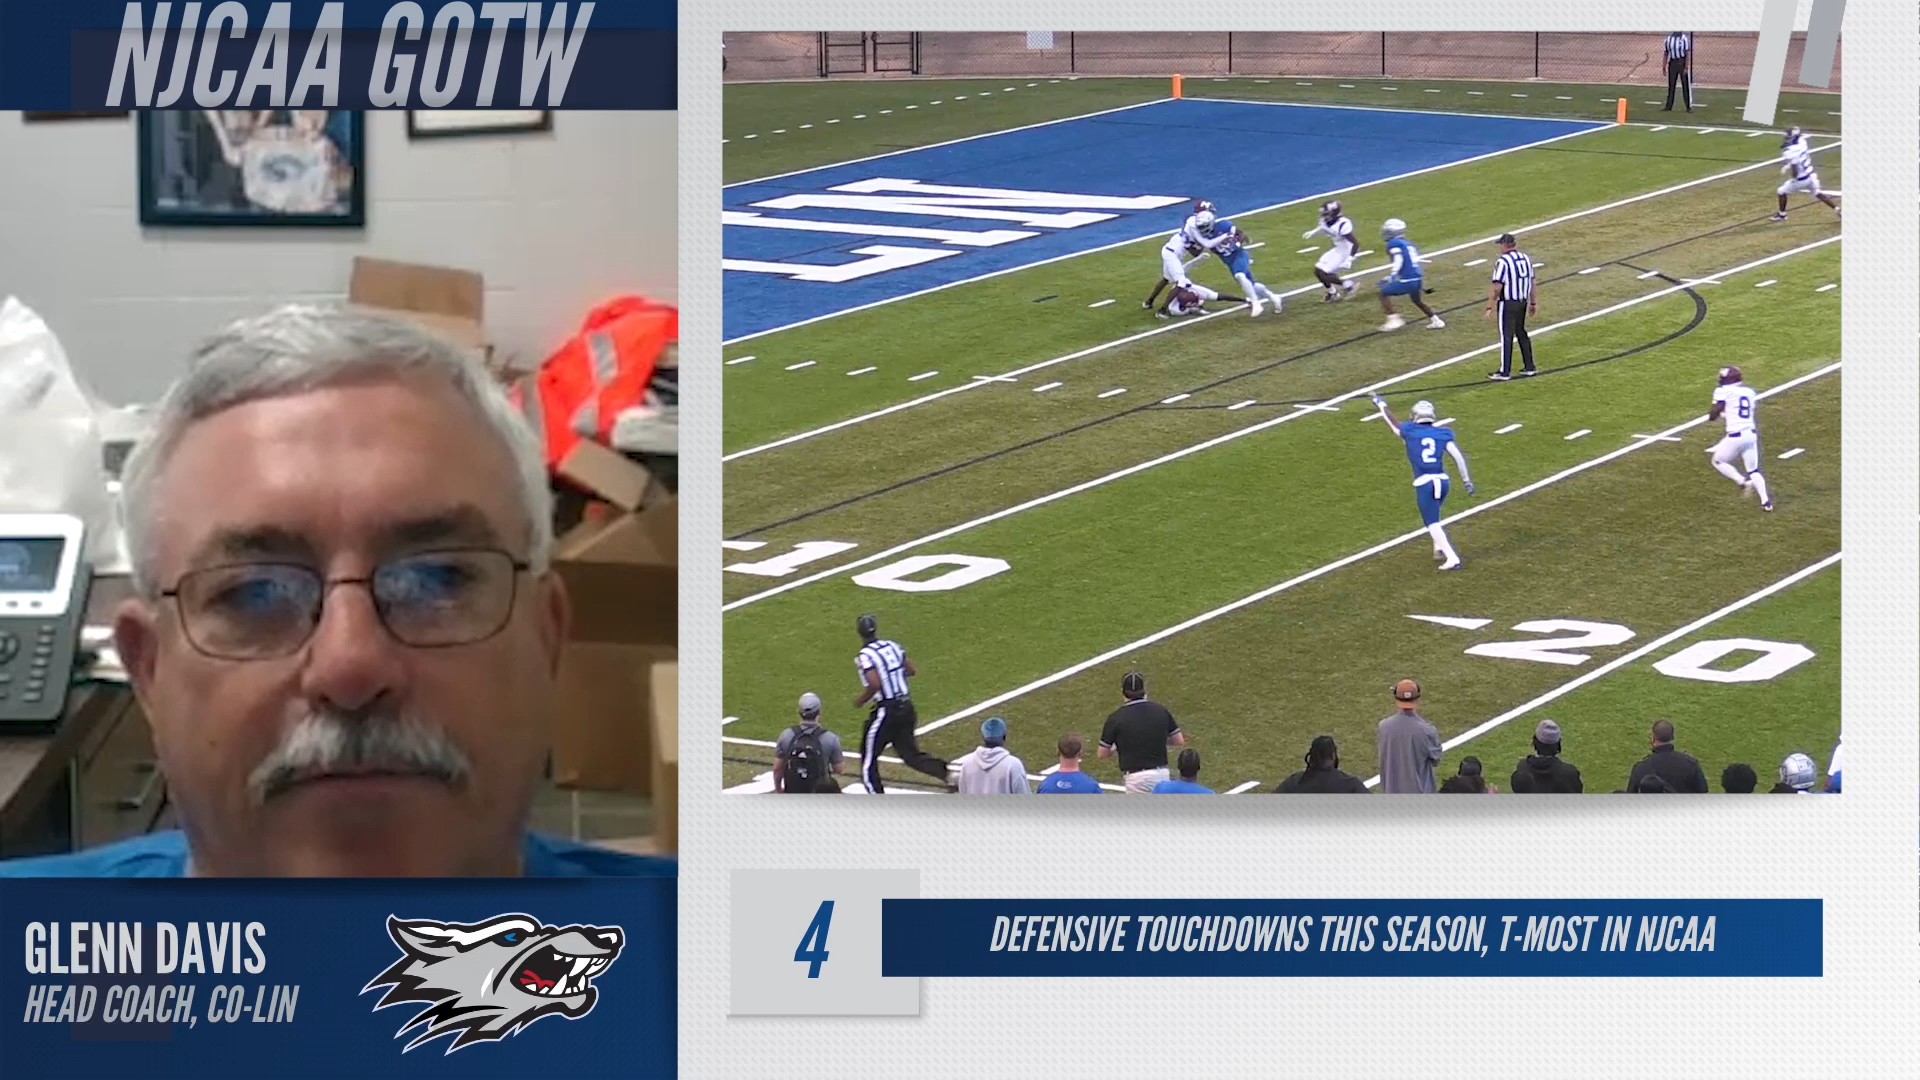 NJCAA GOTW
LIN
2
8
10
20
GLENN DAVIS
HEAD COACH, CO-LIN
4
DEFENSIVE TOUCHDOWNS THIS SEASON, T-MOST IN NJCAA